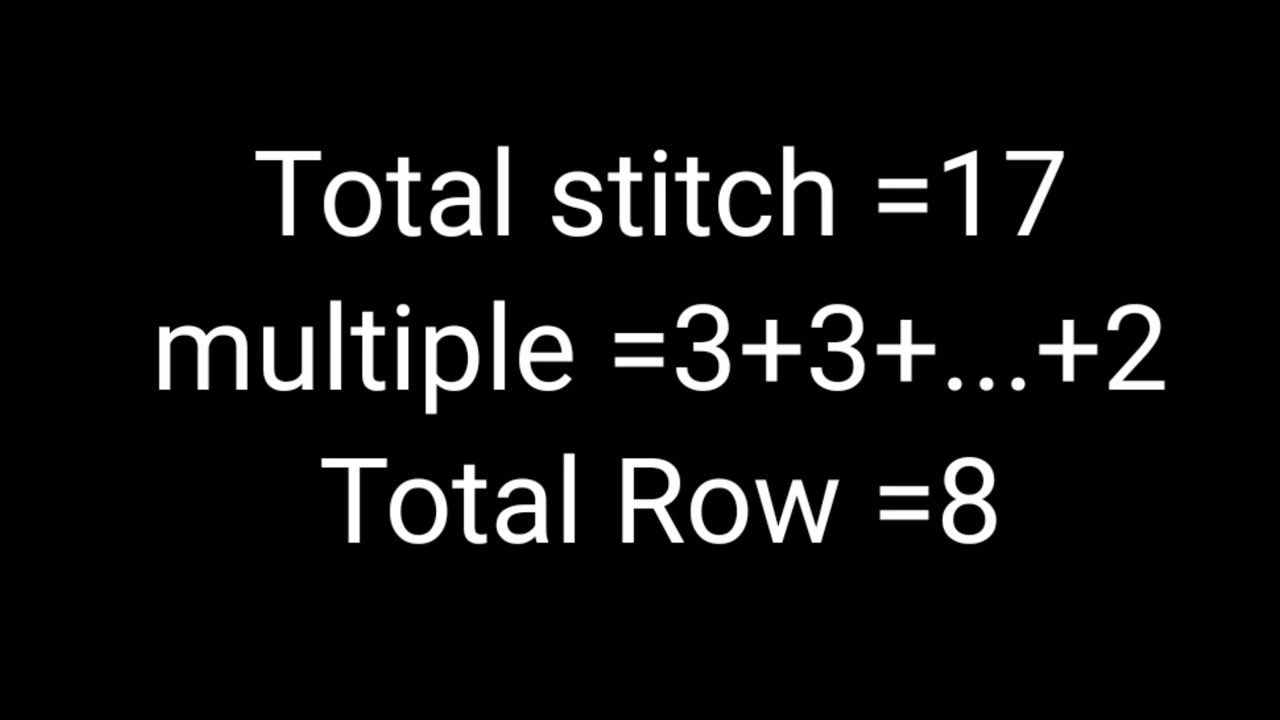 Total stitch =17
multiple =3+3+...+2
Total Row =8